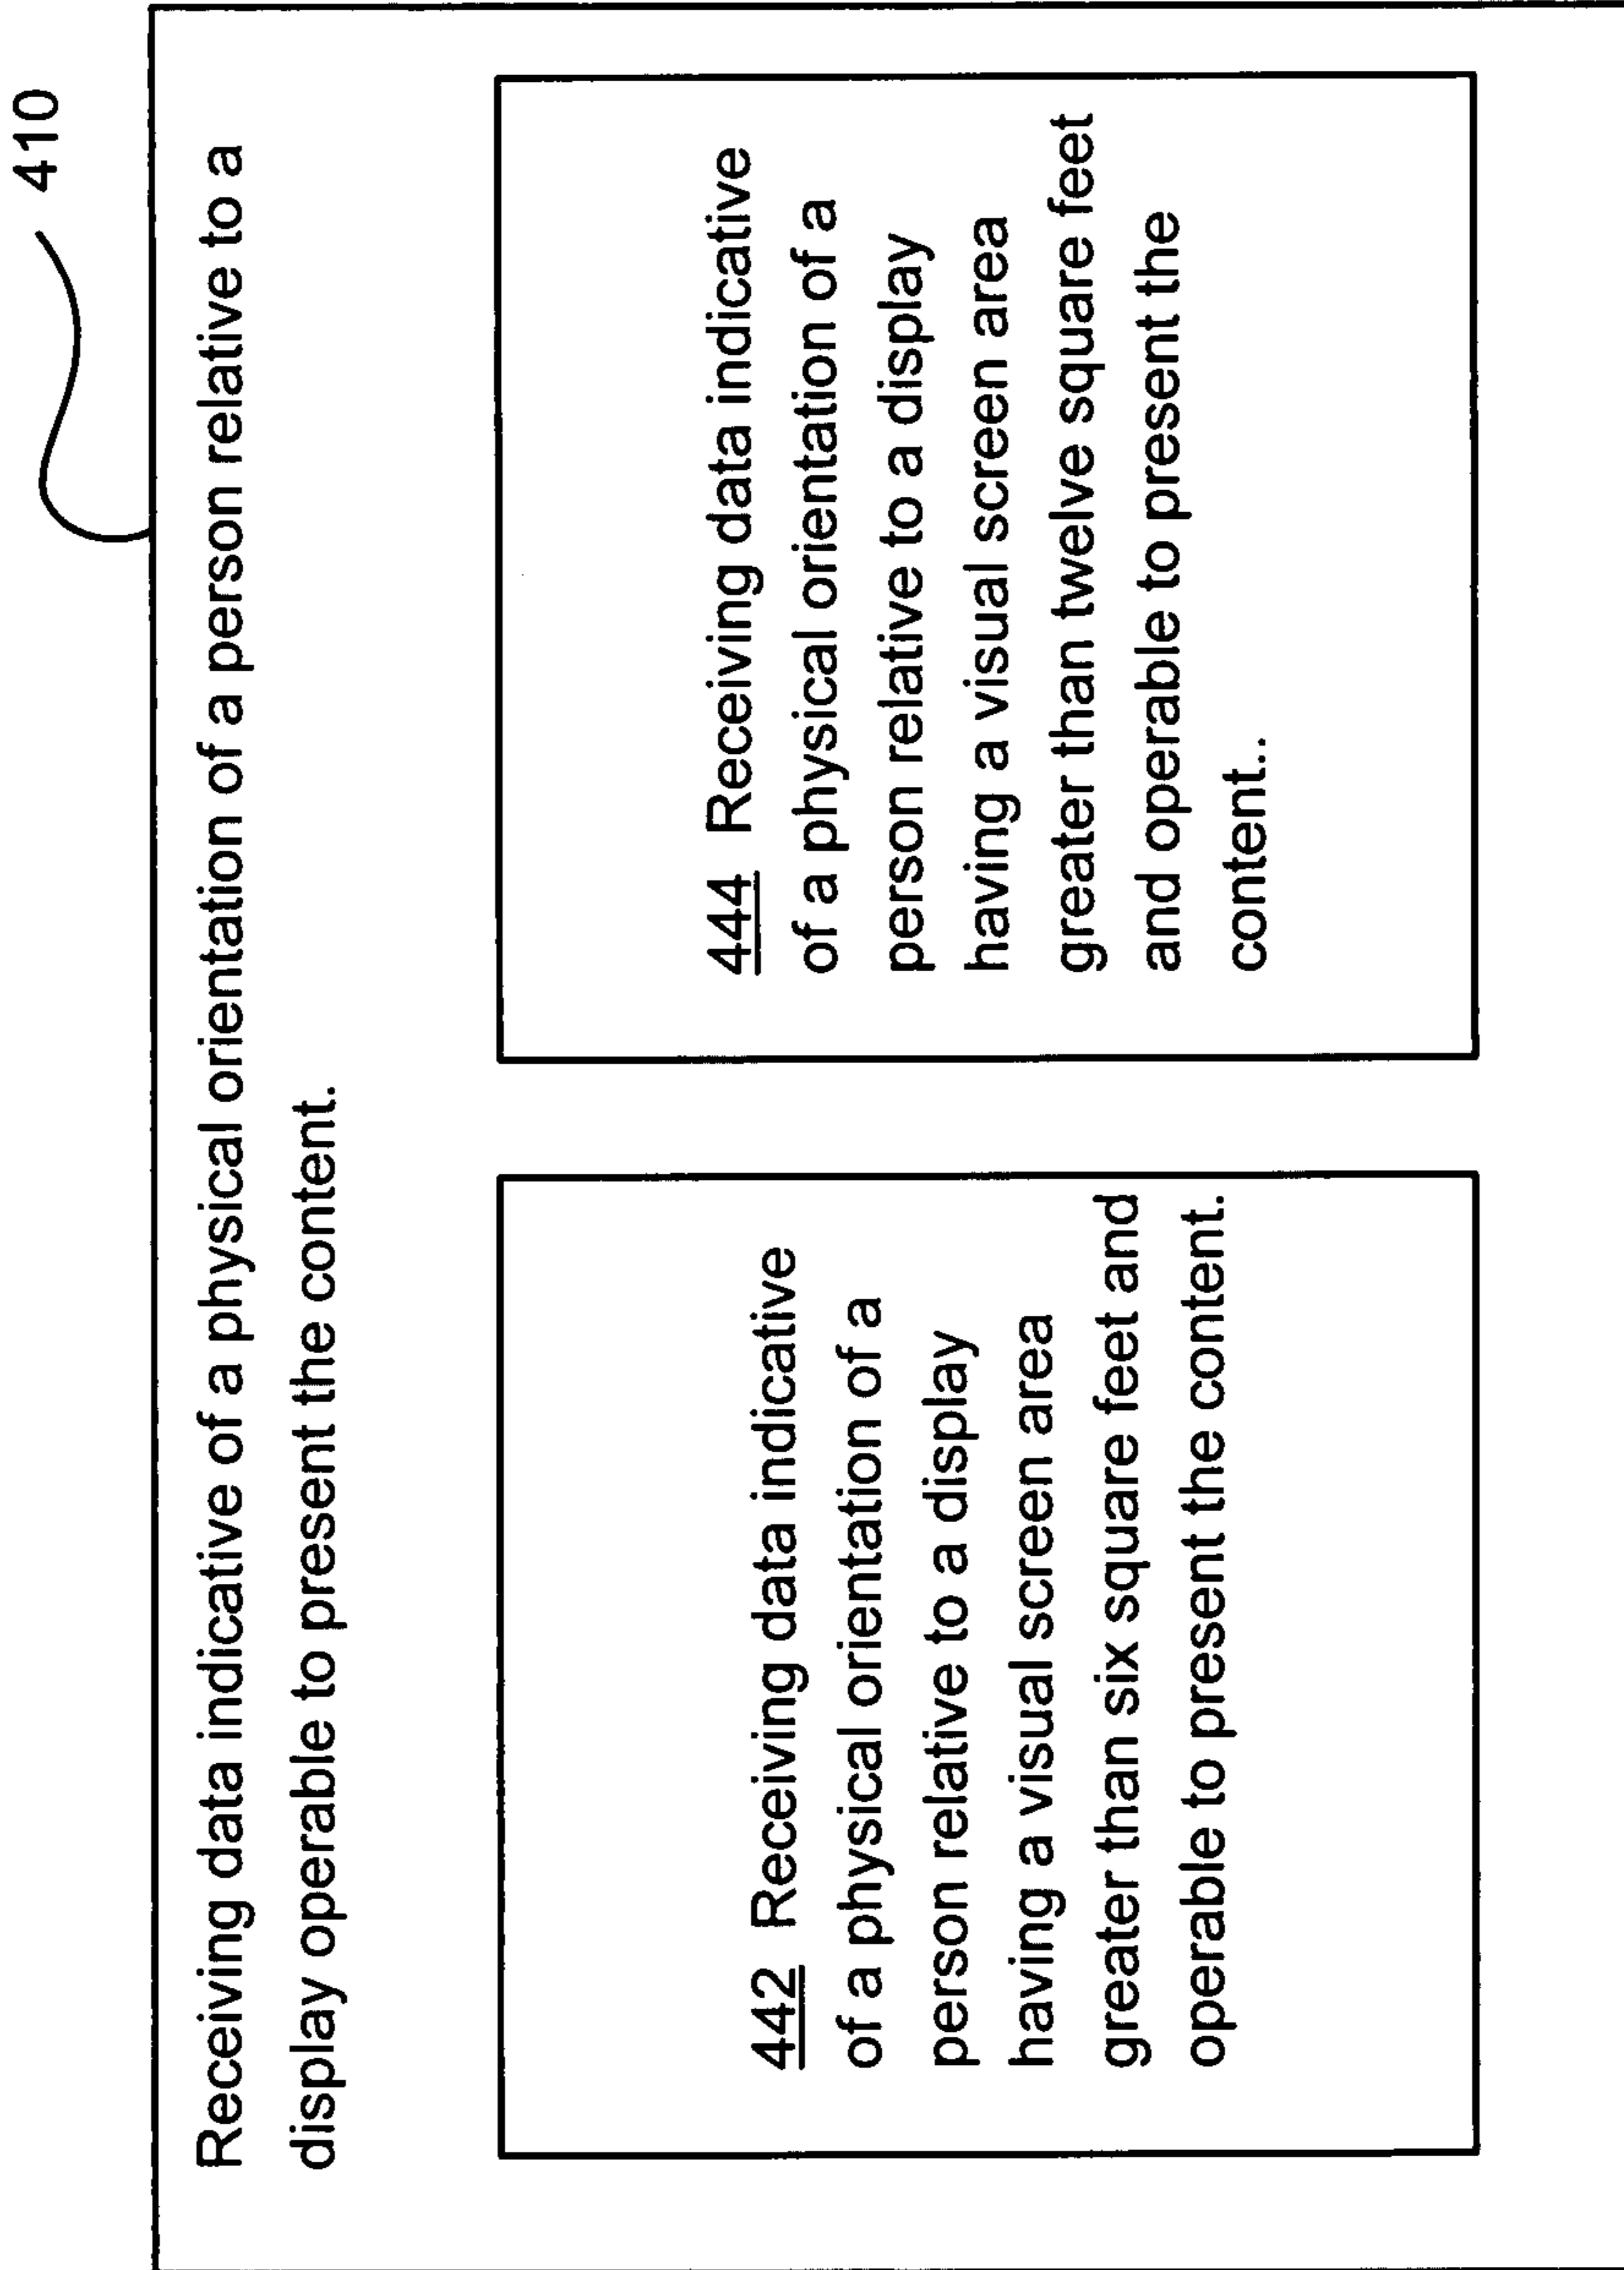 410
Receiving data indicative of a physical orientation of a person relative to a
display operable to present the content.
442 Receiving data indicative
of a physical orientation of a
person relative to a display
having a visual screen area
greater than six square feet and
operable to present the content.
444 Receiving data indicative
of a physical orientation of a
person relative to a display
having a visual screen area
greater than twelve square feet
and operable to present the
content..